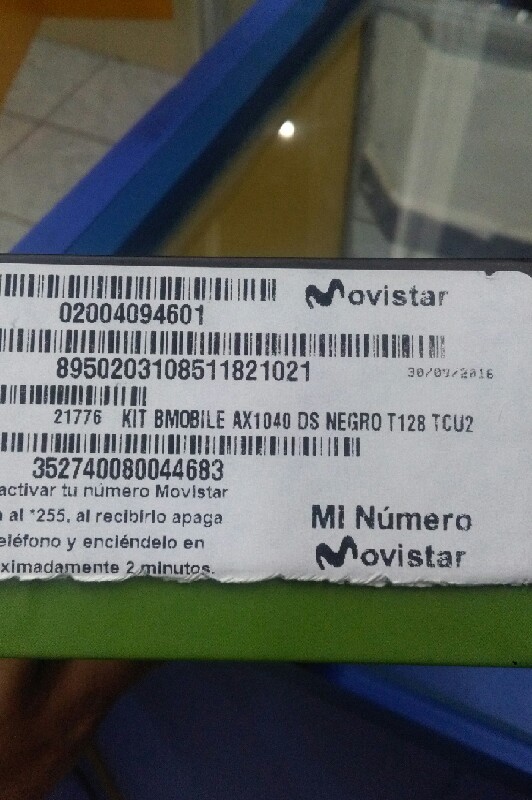 Movistar
02004094601
8950203108511821021
30/09/2016
21776 KIT BMOBILE AX1040 DS NEGRO T128 TCU2
352740080044683
activar tu número Movistar
al *255, al recibirlo apaga
eléfono y enciéndelo en
ximadamente 2 minutos.
Mi Número
Movistar